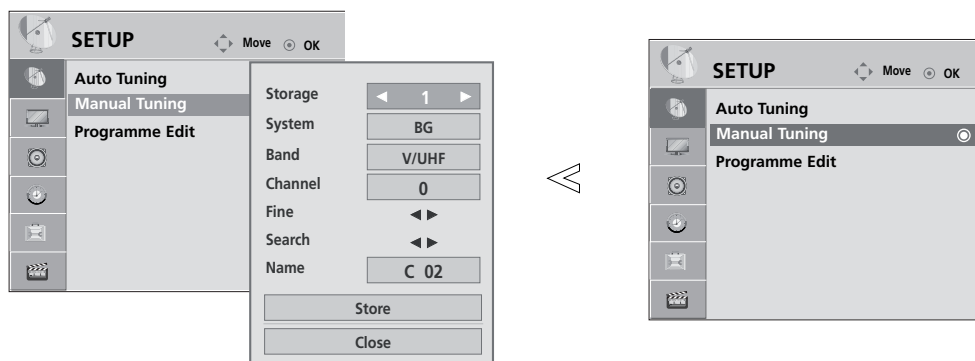 SETUP Move OK
Auto Tuning
Manual Tuning
Programme Edit
Storage 1
System BG
Band V/UHF
Channel 0
Fine
Search
Name C 02
Store
Close
SETUP Move OK
Auto Tuning
Manual Tuning
Programme Edit